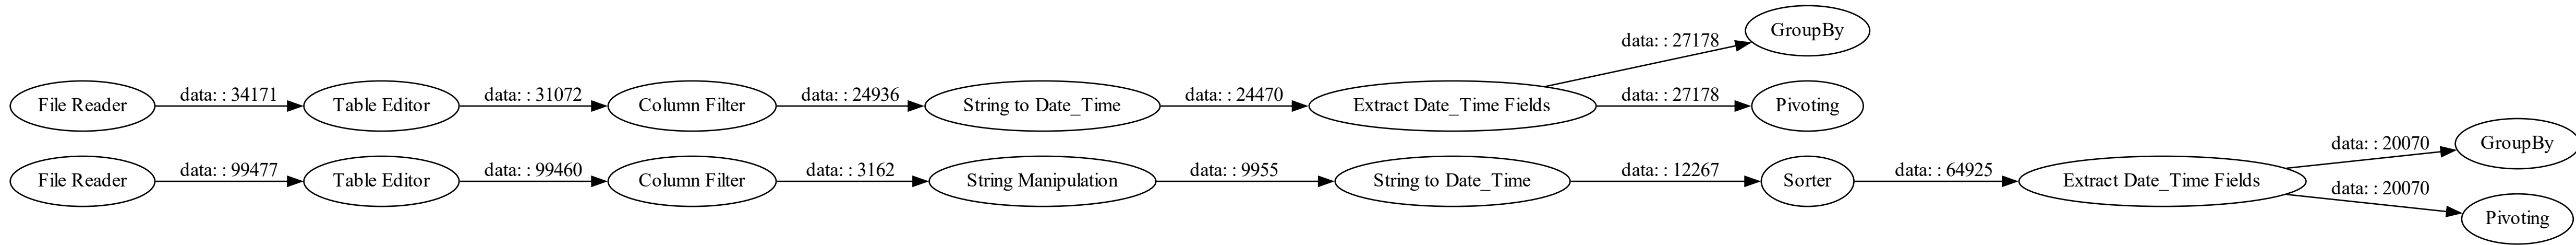 File Reader
data: : 34171
Table Editor
data: : 31072
Column Filter
data: : 24936
String to Date_Time
data: : 24470
Extract Date_Time Fields
data: : 27178
GroupBy
data: : 27178
Pivoting
File Reader
data: : 99477
Table Editor
data: : 99460
Column Filter
data: : 3162
String Manipulation
data: : 9955
String to Date_Time
data: : 12267
Sorter
data: : 64925
Extract Date_Time Fields
data: : 20070
GroupBy
data: : 20070
Pivoting